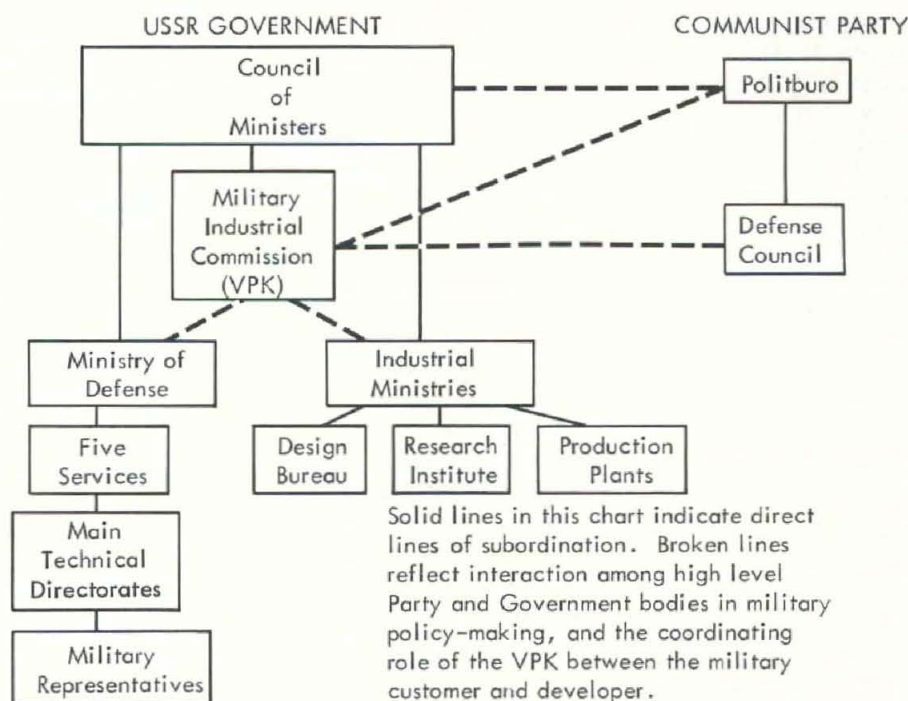 USSR GOVERNMENT
COMMUNIST PARTY
Council
of
Ministers
Politburo
Military
Industrial
Commission
(VPK)
Defense
Council
Ministry of
Defense
Industrial
Ministries
Five
Services
Design
Bureau
Research
Institute
Production
Plants
Main
Technical
Directorates
Military
Representatives
Solid lines in this chart indicate direct
lines of subordination. Broken lines
reflect interaction among high level
Party and Government bodies in military
policy-making, and the coordinating
role of the VPK between the military
customer and developer.